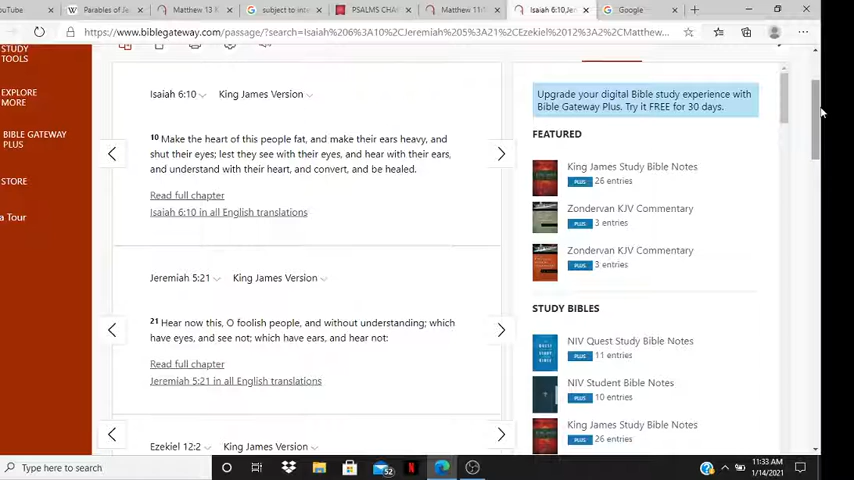 ouTube
Parables of Je
Matthew 13 K
subject to inte
PSALMS CHA
Matthew 11:1
Isaiah 6:10,Jer
Google
https://www.biblegateway.com/passage/?search=Isaiah%206%3A10%2CJeremiah%205%3A21%2CEzekiel%2012%3A2%2CMatthew...
STUDY
TOOLS
EXPLORE
MORE
BIBLE GATEWAY
PLUS
STORE
a Tour
Isaiah 6:10 King James Version
10 Make the heart of this people fat, and make their ears heavy, and
shut their eyes; lest they see with their eyes, and hear with their ears,
and understand with their heart, and convert, and be healed.
Read full chapter
Isaiah 6:10 in all English translations
Jeremiah 5:21 King James Version
21 Hear now this, O foolish people, and without understanding; which
have eyes, and see not; which have ears, and hear not:
Read full chapter
Jeremiah 5:21 in all English translations
Ezekiel 12:2 King James Version
Upgrade your digital Bible study experience with
Bible Gateway Plus. Try it FREE for 30 days.
FEATURED
King James Study Bible Notes
PLUS 26 entries
Zondervan KJV Commentary
PLUS 3 entries
Zondervan KJV Commentary
PLUS 3 entries
STUDY BIBLES
NIV Quest Study Bible Notes
PLUS 11 entries
NIV Student Bible Notes
PLUS 10 entries
King James Study Bible Notes
PLUS 26 entries
Type here to search
52
11:33 AM
1/14/2021